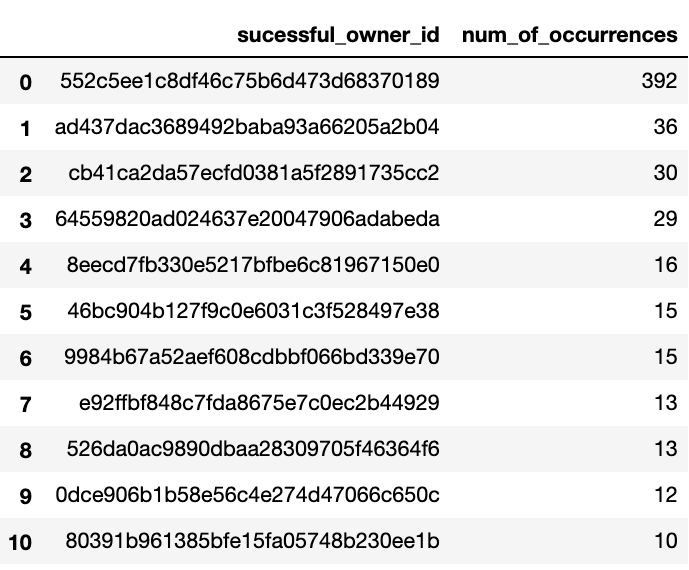 sucessful_owner_id num_of_occurrences
0 552c5ee1c8df46c75b6d473d68370189 392
1 ad437dac3689492baba93a66205a2b04 36
2 cb41ca2da57ecfd0381a5f2891735cc2 30
3 64559820ad024637e20047906adabeda 29
4 8eecd7fb330e5217bfbe6c81967150e0 16
5 46bc904b127f9c0e6031c3f528497e38 15
6 9984b67a52aef608cdbbf066bd339e70 15
7 e92ffbf848c7fda8675e7c0ec2b44929 13
8 526da0ac9890dbaa28309705f46364f6 13
9 0dce906b1b58e56c4e274d47066c650c 12
10 80391b961385bfe15fa05748b230ee1b 10